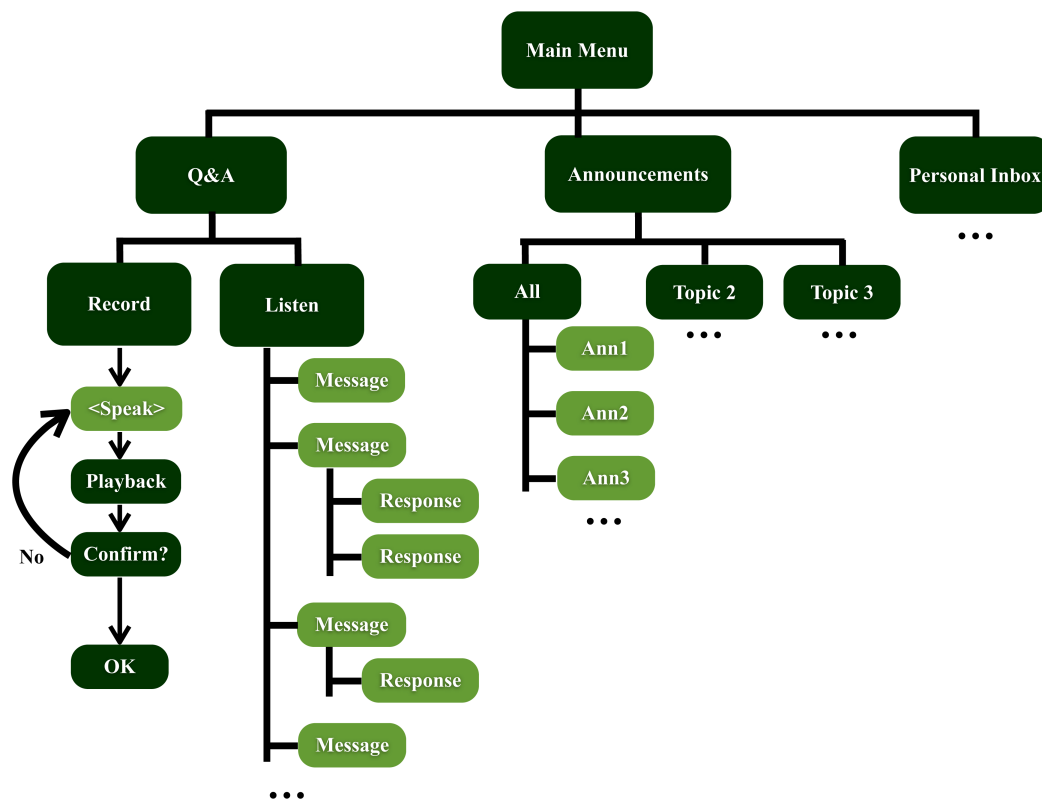 Main Menu
Q&A
Announcements
Personal Inbox
•••
Record
Listen
All
Topic 2
Topic 3
•••
•••
<Speak>
Playback
Confirm?
No
OK
Message
Message
Response
Response
Message
Response
Message
•••
Ann1
Ann2
Ann3
•••